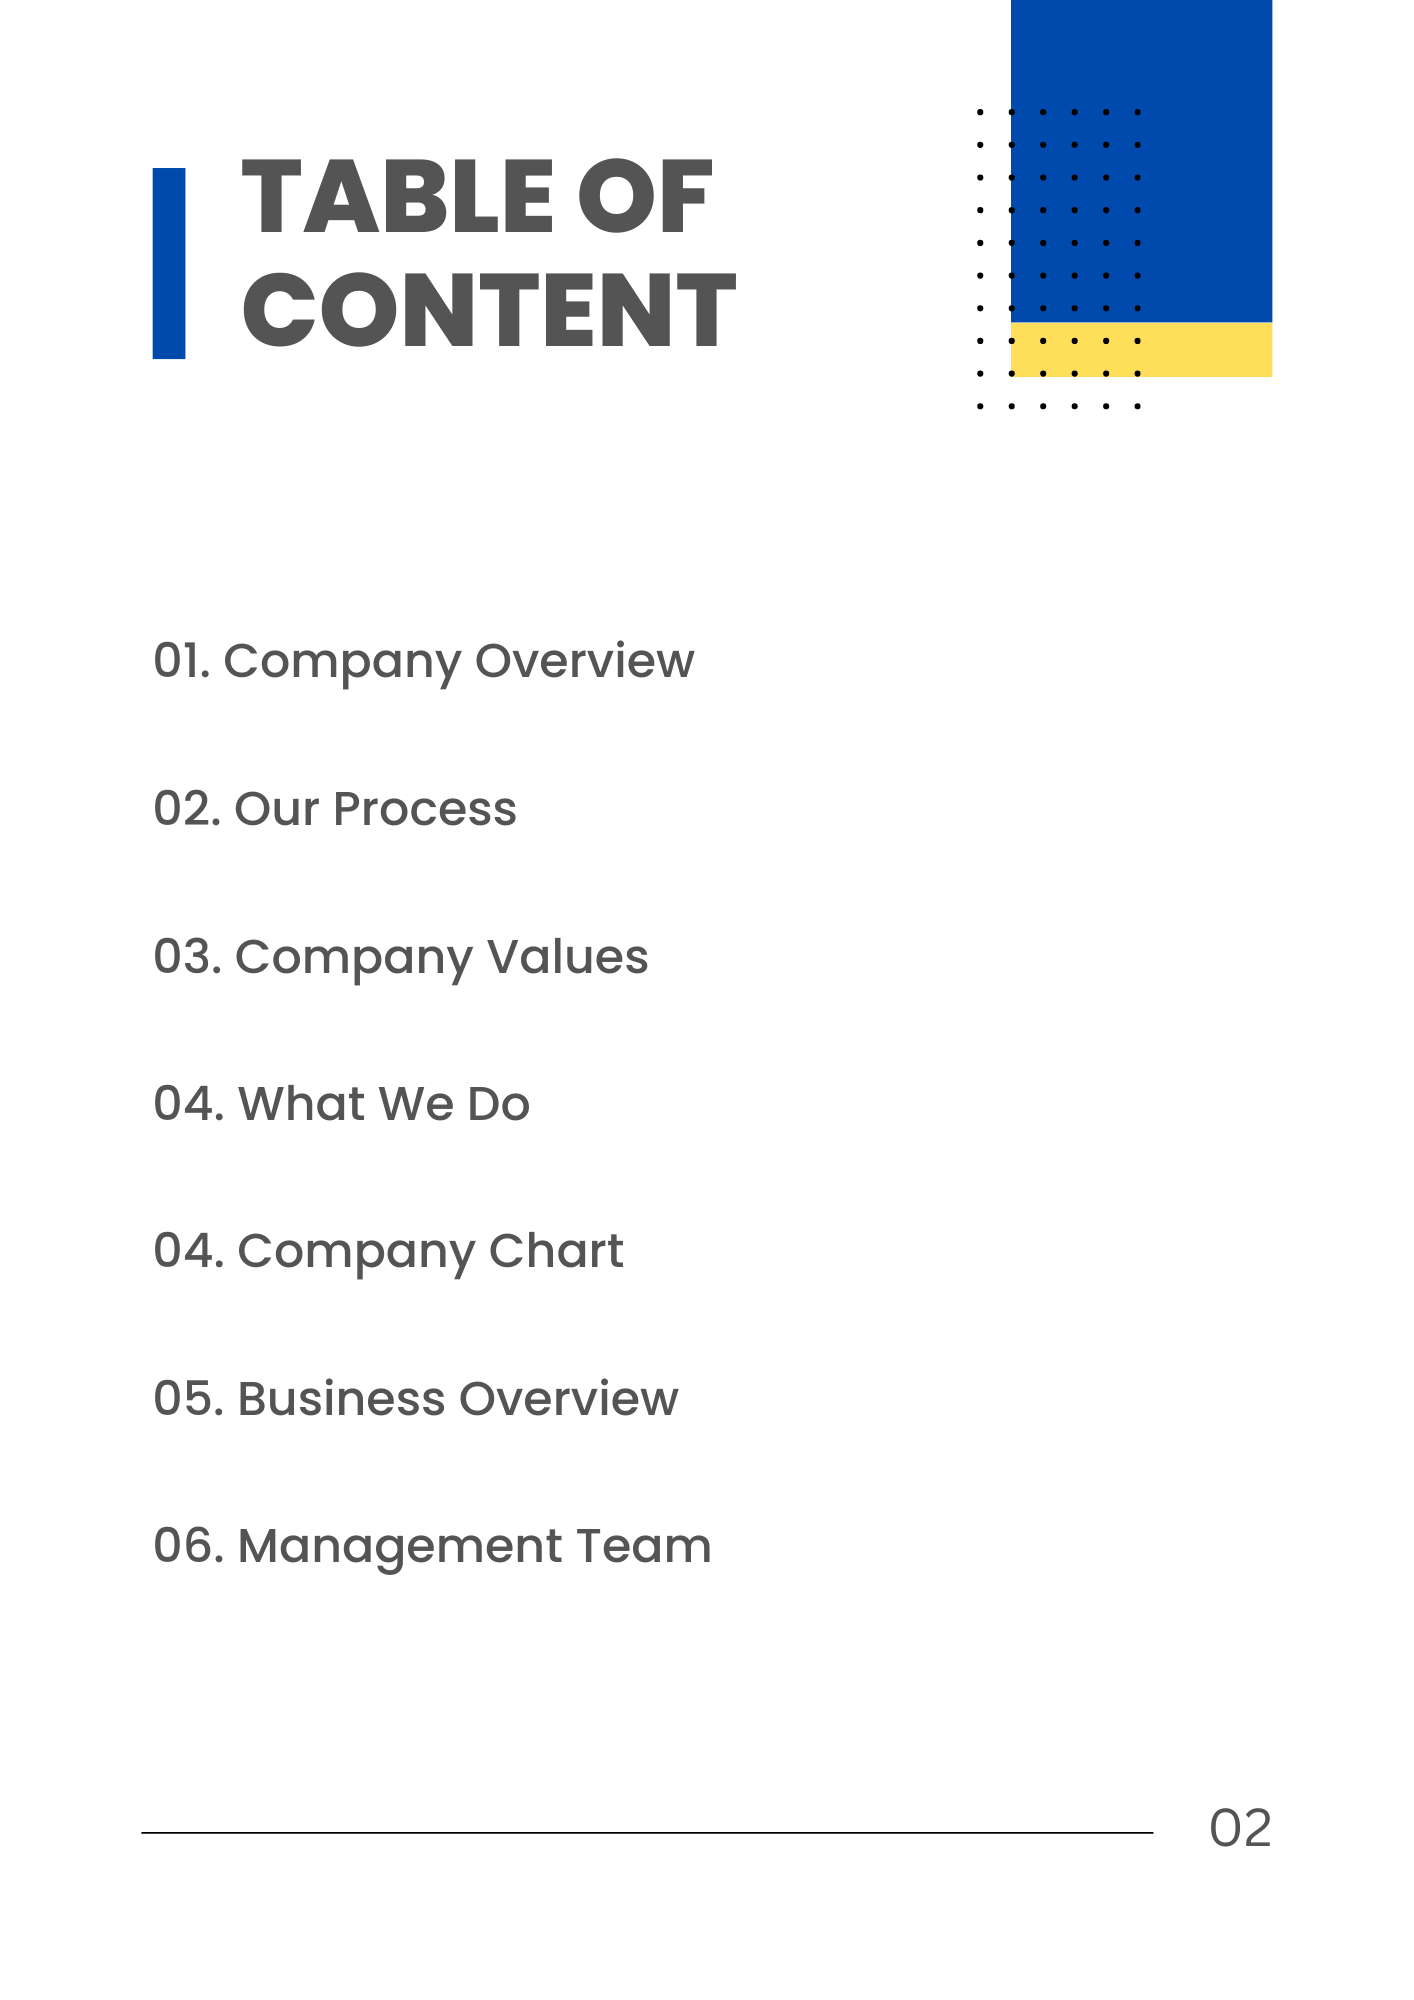 TABLE OF
CONTENT
01. Company Overview
02. Our Process
03. Company Values
04. What We Do
04. Company Chart
05. Business Overview
06. Management Team
02